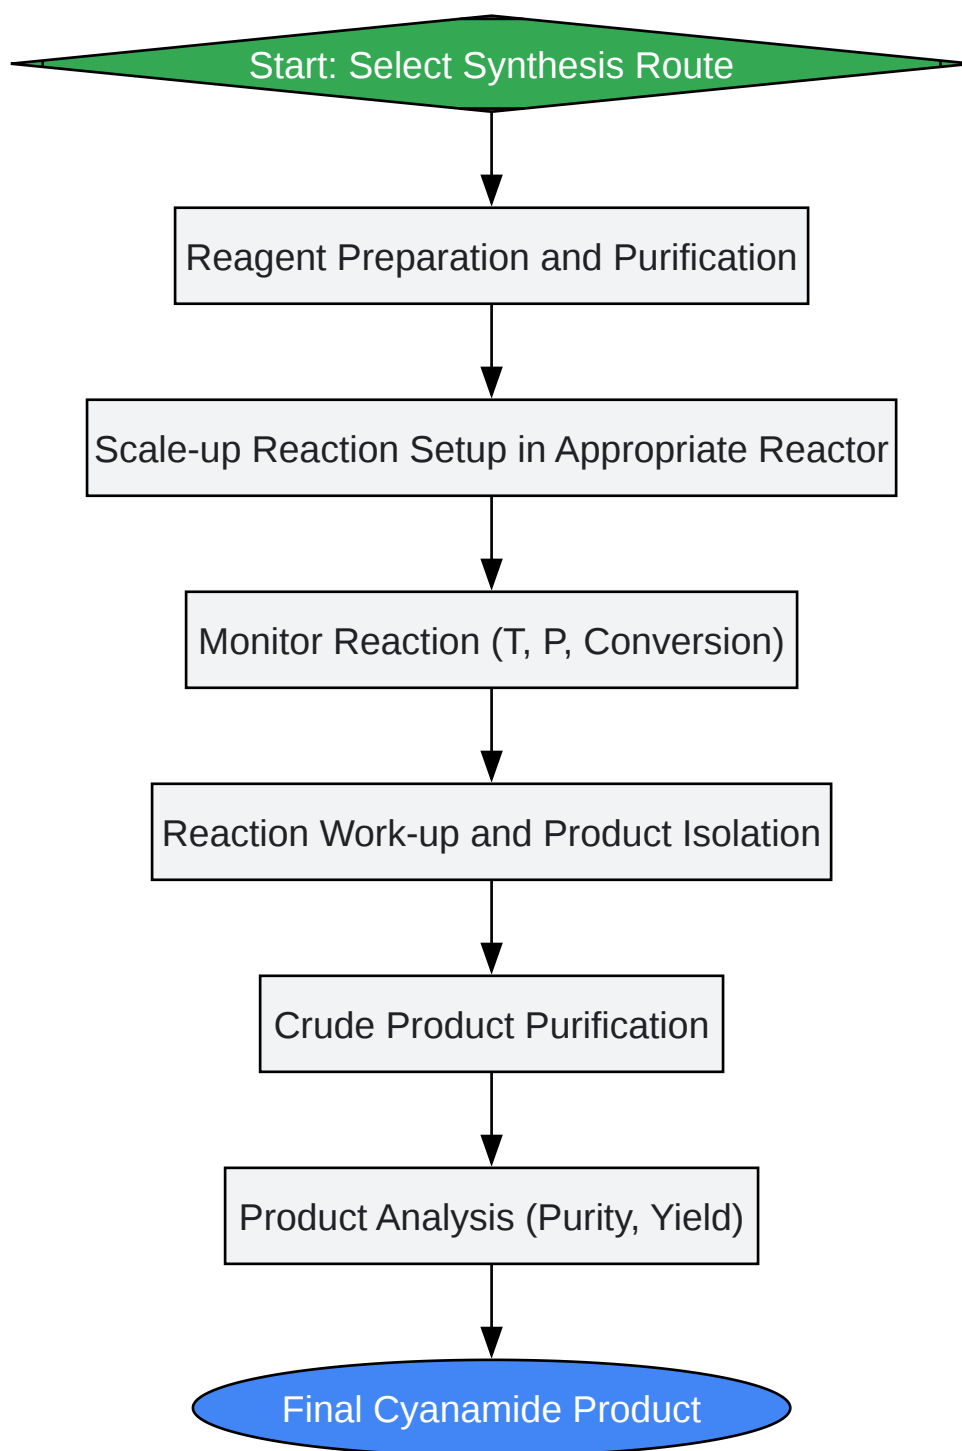 Start: Select Synthesis Route
Reagent Preparation and Purification
Scale-up Reaction Setup in Appropriate Reactor
Monitor Reaction (T, P, Conversion)
Reaction Work-up and Product Isolation
Crude Product Purification
Product Analysis (Purity, Yield)
Final Cyanamide Product